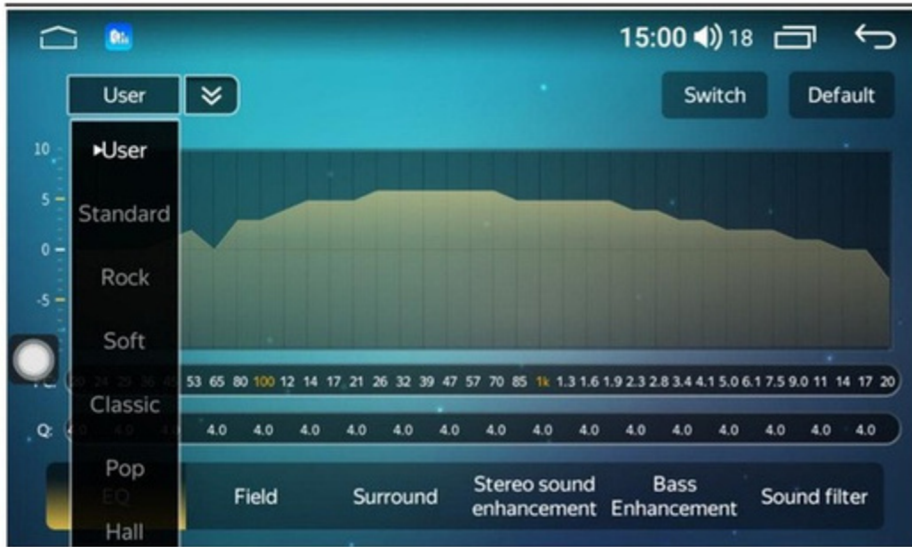 15:00 18
User
Switch
Default
User
Standard
Rock
Soft
Classic
Pop
Hall
10
5
0
-5
24 29 36 53 65 80 100 12 14 17 21 26 32 39 47 57 70 85 1k 1.3 1.6 1.9 2.3 2.8 3.4 4.1 5.0 6.1 7.5 9.0 11 14 17 20
Q: 4.0 4.0 4.0 4.0 4.0 4.0 4.0 4.0 4.0 4.0 4.0 4.0 4.0 4.0 4.0
EQ
Field
Surround
Stereo sound
enhancement
Bass
Enhancement
Sound filter